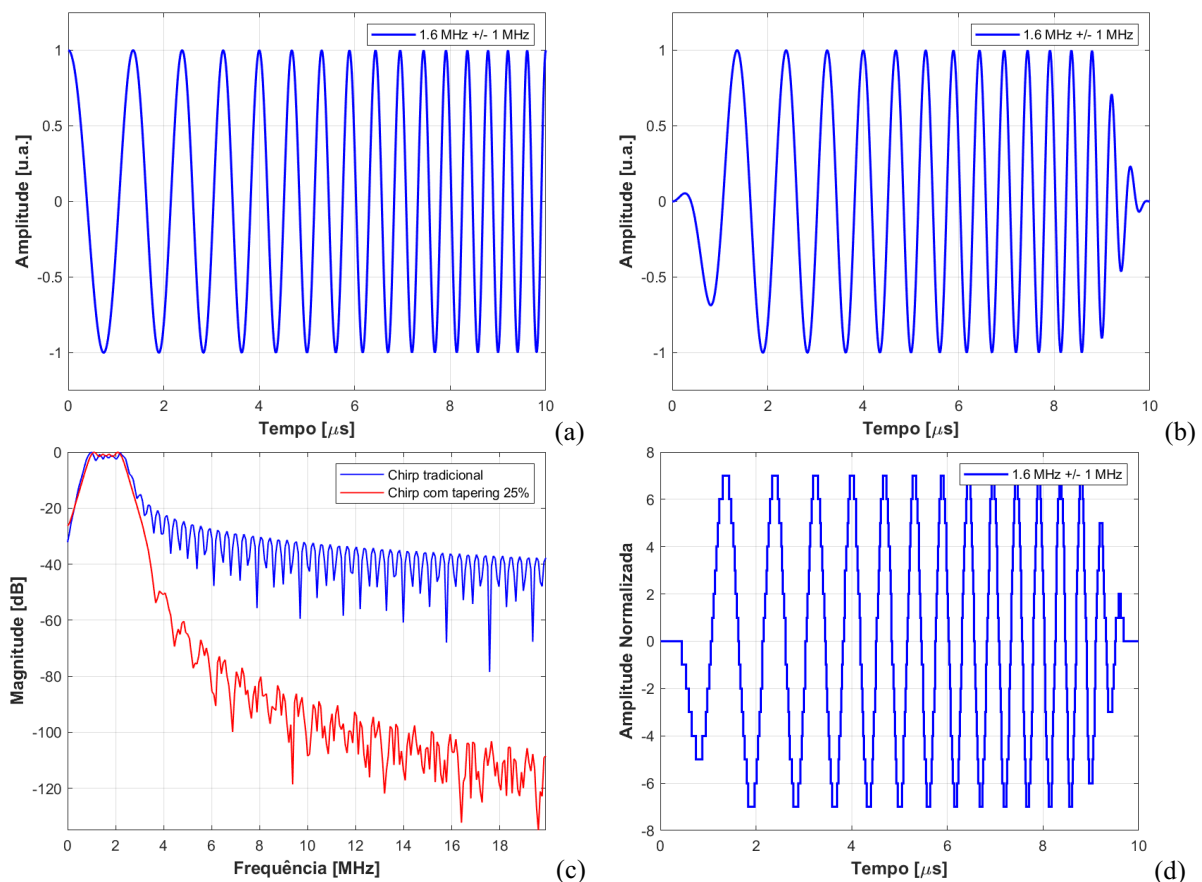 1.6 MHz +/- 1 MHz
Amplitude [u.a.]
1
0.5
0
-0.5
-1
0 2 4 6 8 10
Tempo [μs]
(a)
1.6 MHz +/- 1 MHz
Amplitude [u.a.]
1
0.5
0
-0.5
-1
0 2 4 6 8 10
Tempo [μs]
(b)
Chirp tradicional
Chirp com tapering 25%
Magnitude [dB]
0
-20
-40
-60
-80
-100
-120
0 2 4 6 8 10 12 14 16 18
Frequência [MHz]
(c)
1.6 MHz +/- 1 MHz
Amplitude Normalizada
8
6
4
2
0
-2
-4
-6
-8
0 2 4 6 8 10
Tempo [μs]
(d)